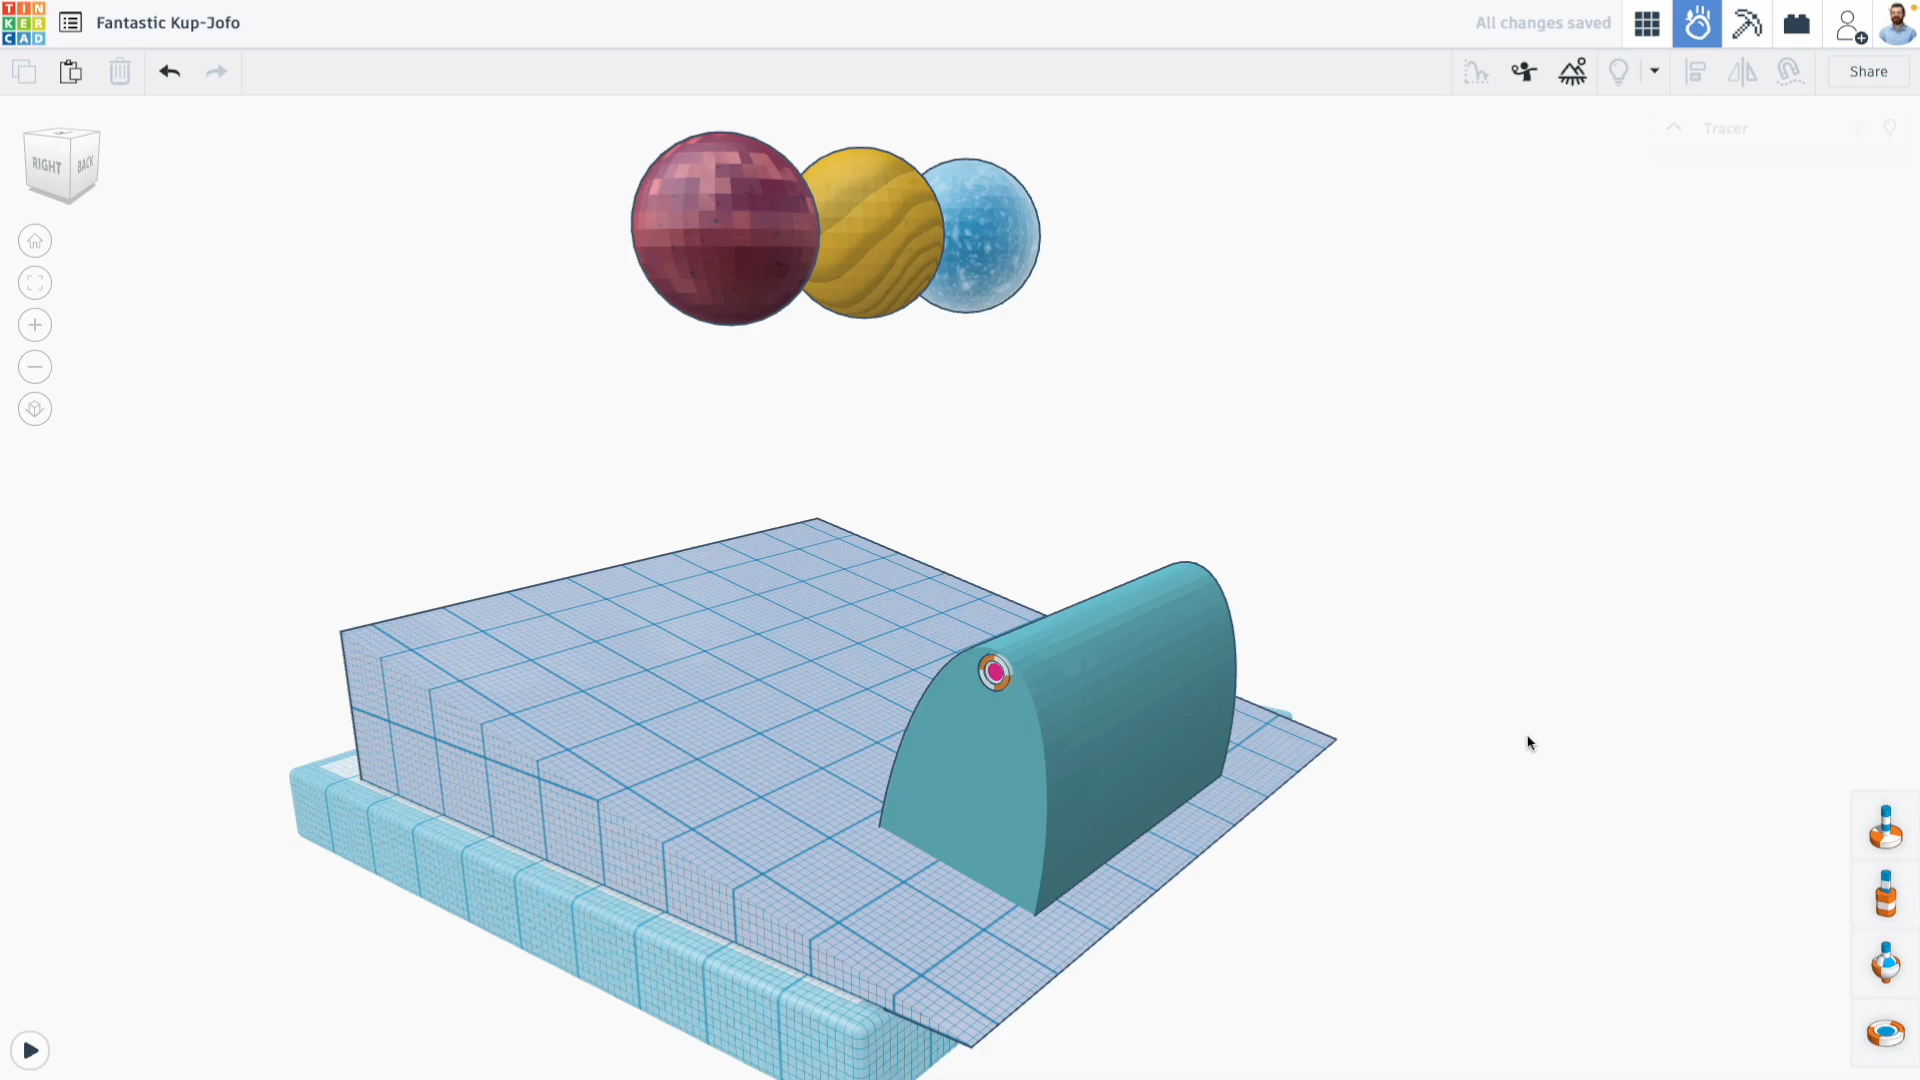 TIN
KER
CAD
Fantastic Kup-Jofo
All changes saved
Share
Tracer
RIGHT
BACK